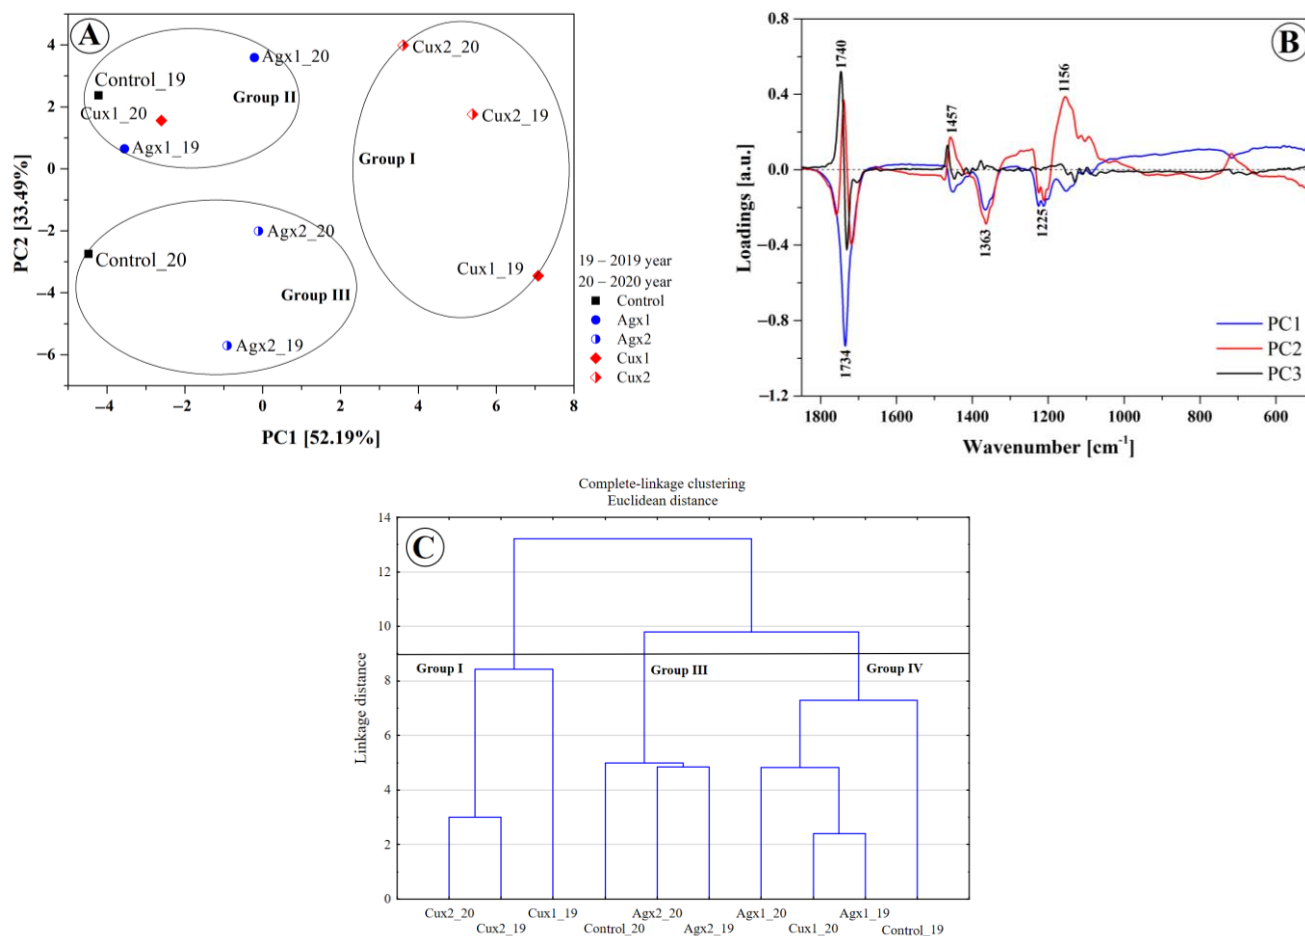 A
4
2
0
−2
−4
−6
−4
−2
0
2
4
6
8
PC2 [33.49%]
PC1 [52.19%]
Agx1_20
Control_19
Group II
Cux1_20
Agx1_19
Cux2_20
Cux2_19
Group I
Cux1_19
Agx2_20
Control_20
Group III
Agx2_19
19 – 2019 year
20 – 2020 year
Control
Agx1
Agx2
Cux1
Cux2
B
0.8
0.4
0.0
−0.4
−0.8
−1.2
1800
1600
1400
1200
1000
800
600
Loadings [a.u.]
Wavenumber [cm⁻¹]
1740
1457
1156
1363
1225
1734
PC1
PC2
PC3
Complete-linkage clustering
Euclidean distance
C
14
12
10
8
6
4
2
0
Linkage distance
Group I
Group III
Group IV
Cux2_20
Cux2_19
Cux1_19
Control_20
Agx2_20
Agx2_19
Agx1_20
Cux1_20
Agx1_19
Control_19